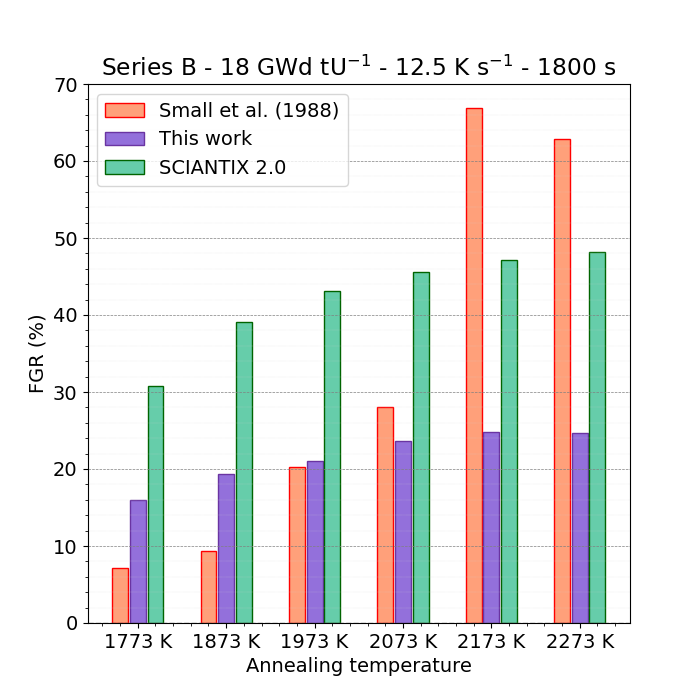 Series B - 18 GWd tU⁻¹ - 12.5 K s⁻¹ - 1800 s
70
60
50
40
30
20
10
0
FGR (%)
Small et al. (1988)
This work
SCIANTIX 2.0
1773 K 1873 K 1973 K 2073 K 2173 K 2273 K
Annealing temperature